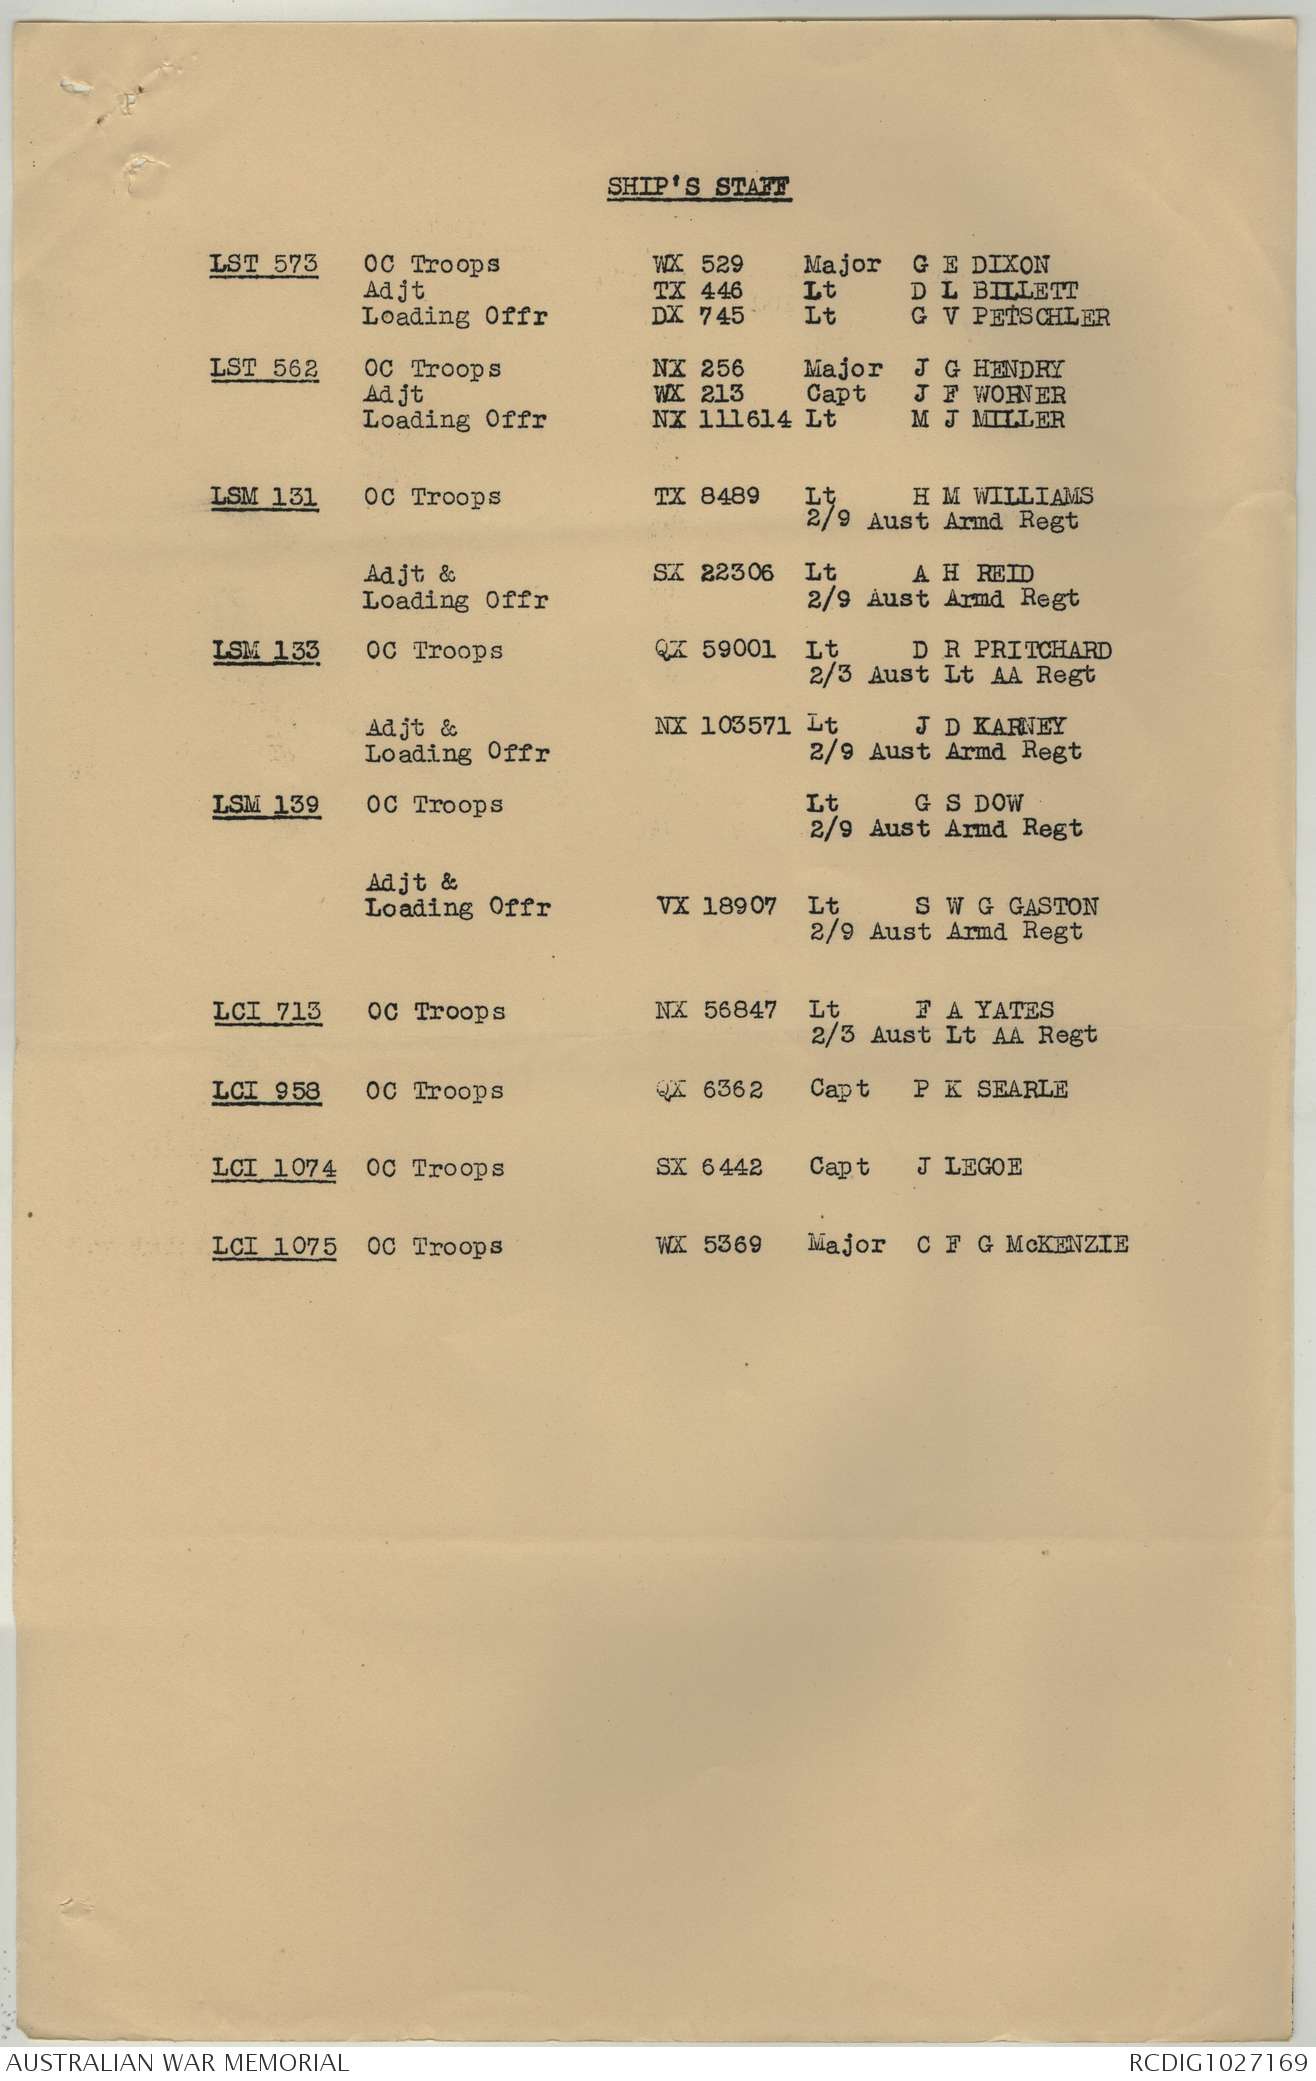 SHIP'S STAFF
LST 573 OC Troops WX 529 Major G E DIXON
Adjt TX 446 Lt D L BILLETT
Loading Offr DX 745 Lt G V PETSCHLER
LST 562 OC Troops NX 256 Major J G HENDRY
Adjt WX 213 Capt J F WORNER
Loading Offr NX 111614 Lt M J MILLER
LSM 131 OC Troops TX 8489 Lt H M WILLIAMS
2/9 Aust Armd Regt
Adjt & SX 22306 Lt A H REID
Loading Offr 2/9 Aust Armd Regt
LSM 133 OC Troops QX 59001 Lt D R PRITCHARD
2/3 Aust Lt AA Regt
Adjt & NX 103571 Lt J D KARNEY
Loading Offr 2/9 Aust Armd Regt
LSM 139 OC Troops Lt G S DOW
2/9 Aust Armd Regt
Adjt &
Loading Offr VX 18907 Lt S W G GASTON
2/9 Aust Armd Regt
LCI 713 OC Troops NX 56847 Lt F A YATES
2/3 Aust Lt AA Regt
LCI 958 OC Troops QX 6362 Capt P K SEARLE
LCI 1074 OC Troops SX 6442 Capt J LEGOE
LCI 1075 OC Troops WX 5369 Major C F G McKENZIE
AUSTRALIAN WAR MEMORIAL RCDIG1027169